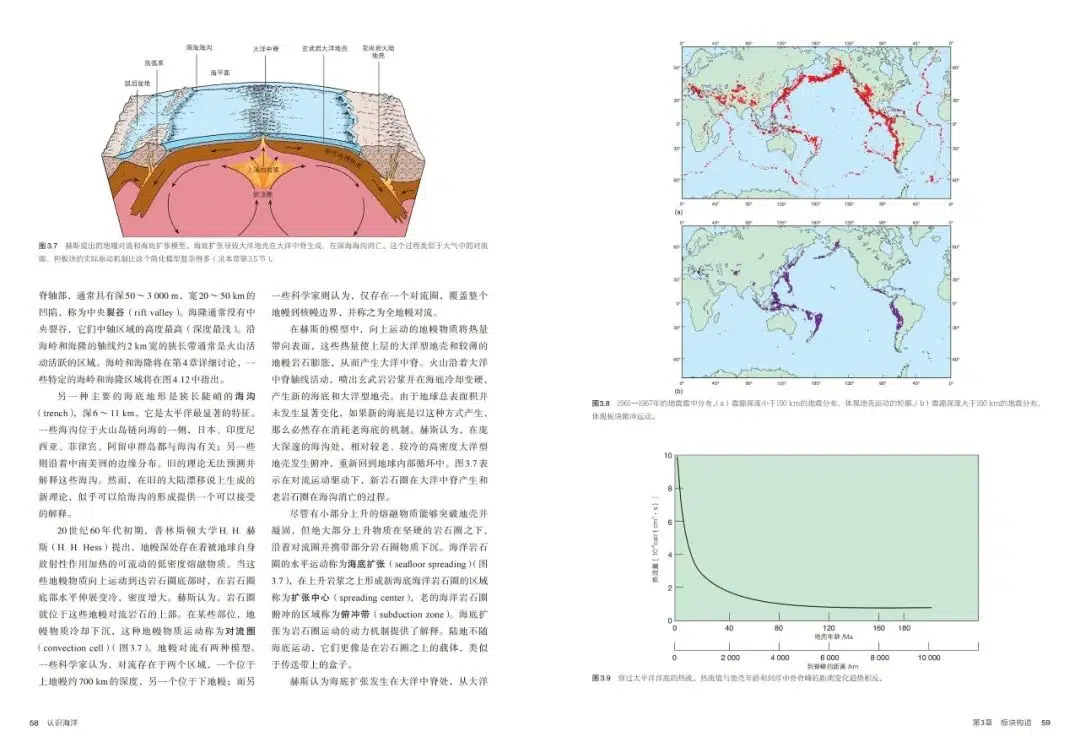 深海海沟
大洋中脊
玄武岩大洋地壳
花岗岩大陆
地壳
岛弧系
海平面
弧后盆地
上涌的岩浆
软流圈
图3.7 赫斯提出的地幔对流和海底扩张模型。海底扩张导致大洋地壳在大洋中脊生成，在深海海沟消亡。这个过程类似于大气中的对流
圈，但板块的实际驱动机制比这个简化模型复杂得多（见本章第3.5节）。
脊轴部，通常具有深50～3 000 m，宽20～50 km的
凹陷，称为中央裂谷（rift valley）。海隆通常没有中
央裂谷，它们中轴区域的高度最高（深度最浅）。沿
海岭和海隆的轴线约2 km宽的狭长带通常是火山活
动活跃的区域。海岭和海隆将在第4章详细讨论，一
些特定的海岭和海隆区域将在图4.12中指出。
另一种主要的海底地形是狭长陡峭的海沟
（trench），深6～11 km，它是太平洋最显著的特征。
一些海沟位于火山岛链向海的一侧，日本、印度尼
西亚、菲律宾、阿留申群岛都与海沟有关；另一些
则沿着中南美洲的边缘分布。旧的理论无法预测并
解释这些海沟。然而，在旧的大陆漂移说上生成的
新理论，似乎可以给海沟的形成提供一个可以接受
的解释。
20世纪60年代初期，普林斯顿大学H. H. 赫
斯（H. H. Hess）提出，地幔深处存在着被地球自身
放射性作用加热的可流动的低密度熔融物质。当这
些地幔物质向上运动到达岩石圈底部时，在岩石圈
底部水平伸展变冷，密度增大。赫斯认为，岩石圈
就位于这些地幔对流岩石的上部。在某些部位，地
幔物质冷却下沉，这种地幔物质运动称为对流圈
（convection cell）（图3.7）。地幔对流有两种模型。
一些科学家认为，对流存在于两个区域，一个位于
上地幔约700 km的深度，另一个位于下地幔；而另
58 认识海洋
一些科学家则认为，仅存在一个对流圈，覆盖整个
地幔到核幔边界，并称之为全地幔对流。
在赫斯的模型中，向上运动的地幔物质将热量
带向表面，这些热量使上层的大洋型地壳和较薄的
地幔岩石膨胀，从而产生大洋中脊。火山沿着大洋
中脊轴线活动，喷出玄武岩岩浆并在海底冷却变硬，
产生新的海底和大洋型地壳。由于地球总表面积并
未发生显著变化，如果新的海底是以这种方式产生，
那么必然存在消耗老海底的机制。赫斯认为，在庞
大深邃的海沟处，相对较老、较冷的高密度大洋型
地壳发生俯冲，重新回到地球内部循环中。图3.7表
示在对流运动驱动下，新岩石圈在大洋中脊产生和
老岩石圈在海沟消亡的过程。
尽管有小部分上升的熔融物质能够突破地壳并
凝固，但绝大部分上升物质在坚硬的岩石圈之下，
沿着对流圈并携带部分岩石圈物质下沉。海洋岩石
圈的水平运动称为海底扩张（seafloor spreading）（图
3.7），在上升岩浆之上形成新海底海洋岩石圈的区域
称为扩张中心（spreading center），老的海洋岩石圈
俯冲的区域称为俯冲带（subduction zone）。海底扩
张为岩石圈运动的动力机制提供了解释。陆地不随
海底运动，它们更像是在岩石圈之上的载体，类似
于传送带上的盒子。
赫斯认为海底扩张发生在大洋中脊处，从大洋
0° 45° 90° 135° 180° 135° 90° 45° 0°
60°
30°
0°
30°
60°
(a)
0° 45° 90° 135° 180° 135° 90° 45° 0°
60°
30°
0°
30°
60°
(b)
图3.8 1961—1967年的地震震中分布。（a）震源深度小于100 km的地震分布，体现地壳运动的轮廓。（b）震源深度大于100 km的地震分布，
体现板块俯冲运动。
10
8
6
4
2
0
0 40 80 120 160 180
地壳年龄/Ma
0 2 000 4 000 6 000 8 000 10 000
到脊峰的距离/km
图3.9 穿过太平洋洋底的热流。热流值与地壳年龄和到洋中脊脊峰的距离变化趋势相反。
第3章 板块构造 59